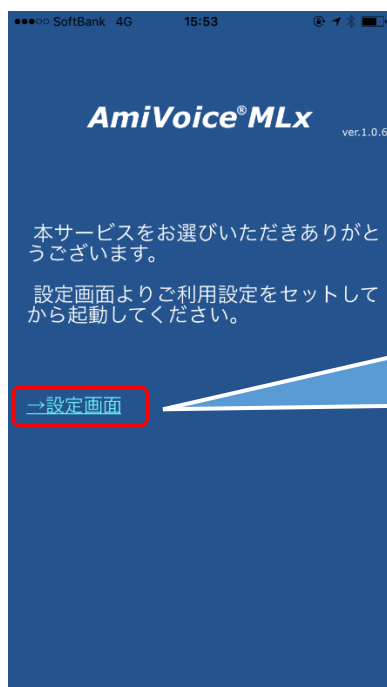 SoftBank 4G 15:53
AmiVoice®MLx
ver.1.0.6
本サービスをお選びいただきありがと
うございます。
設定画面よりご利用設定をセットして
から起動してください。
→設定画面